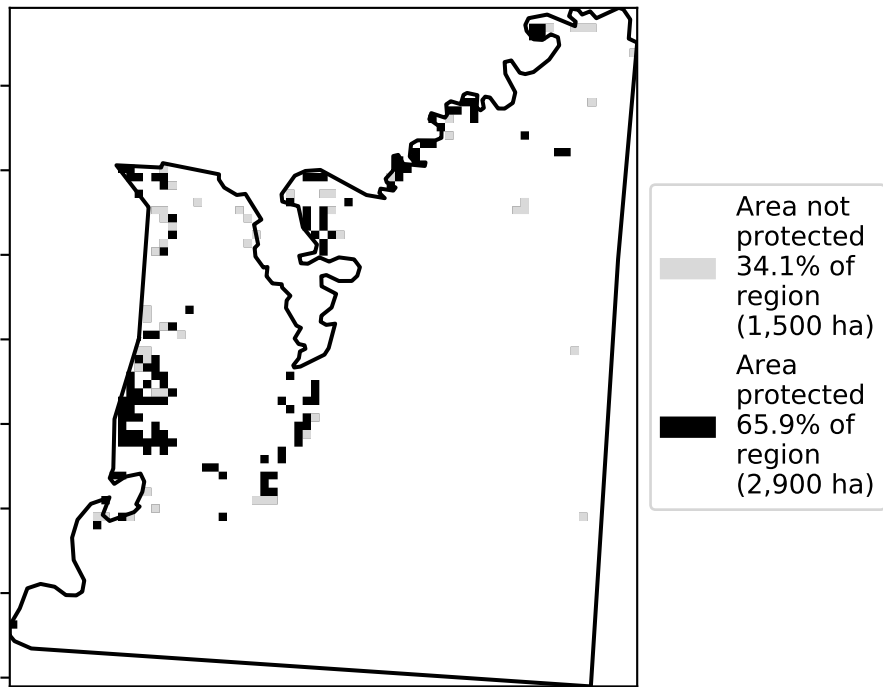 Area not
protected
34.1% of
region
(1,500 ha)
Area
protected
65.9% of
region
(2,900 ha)